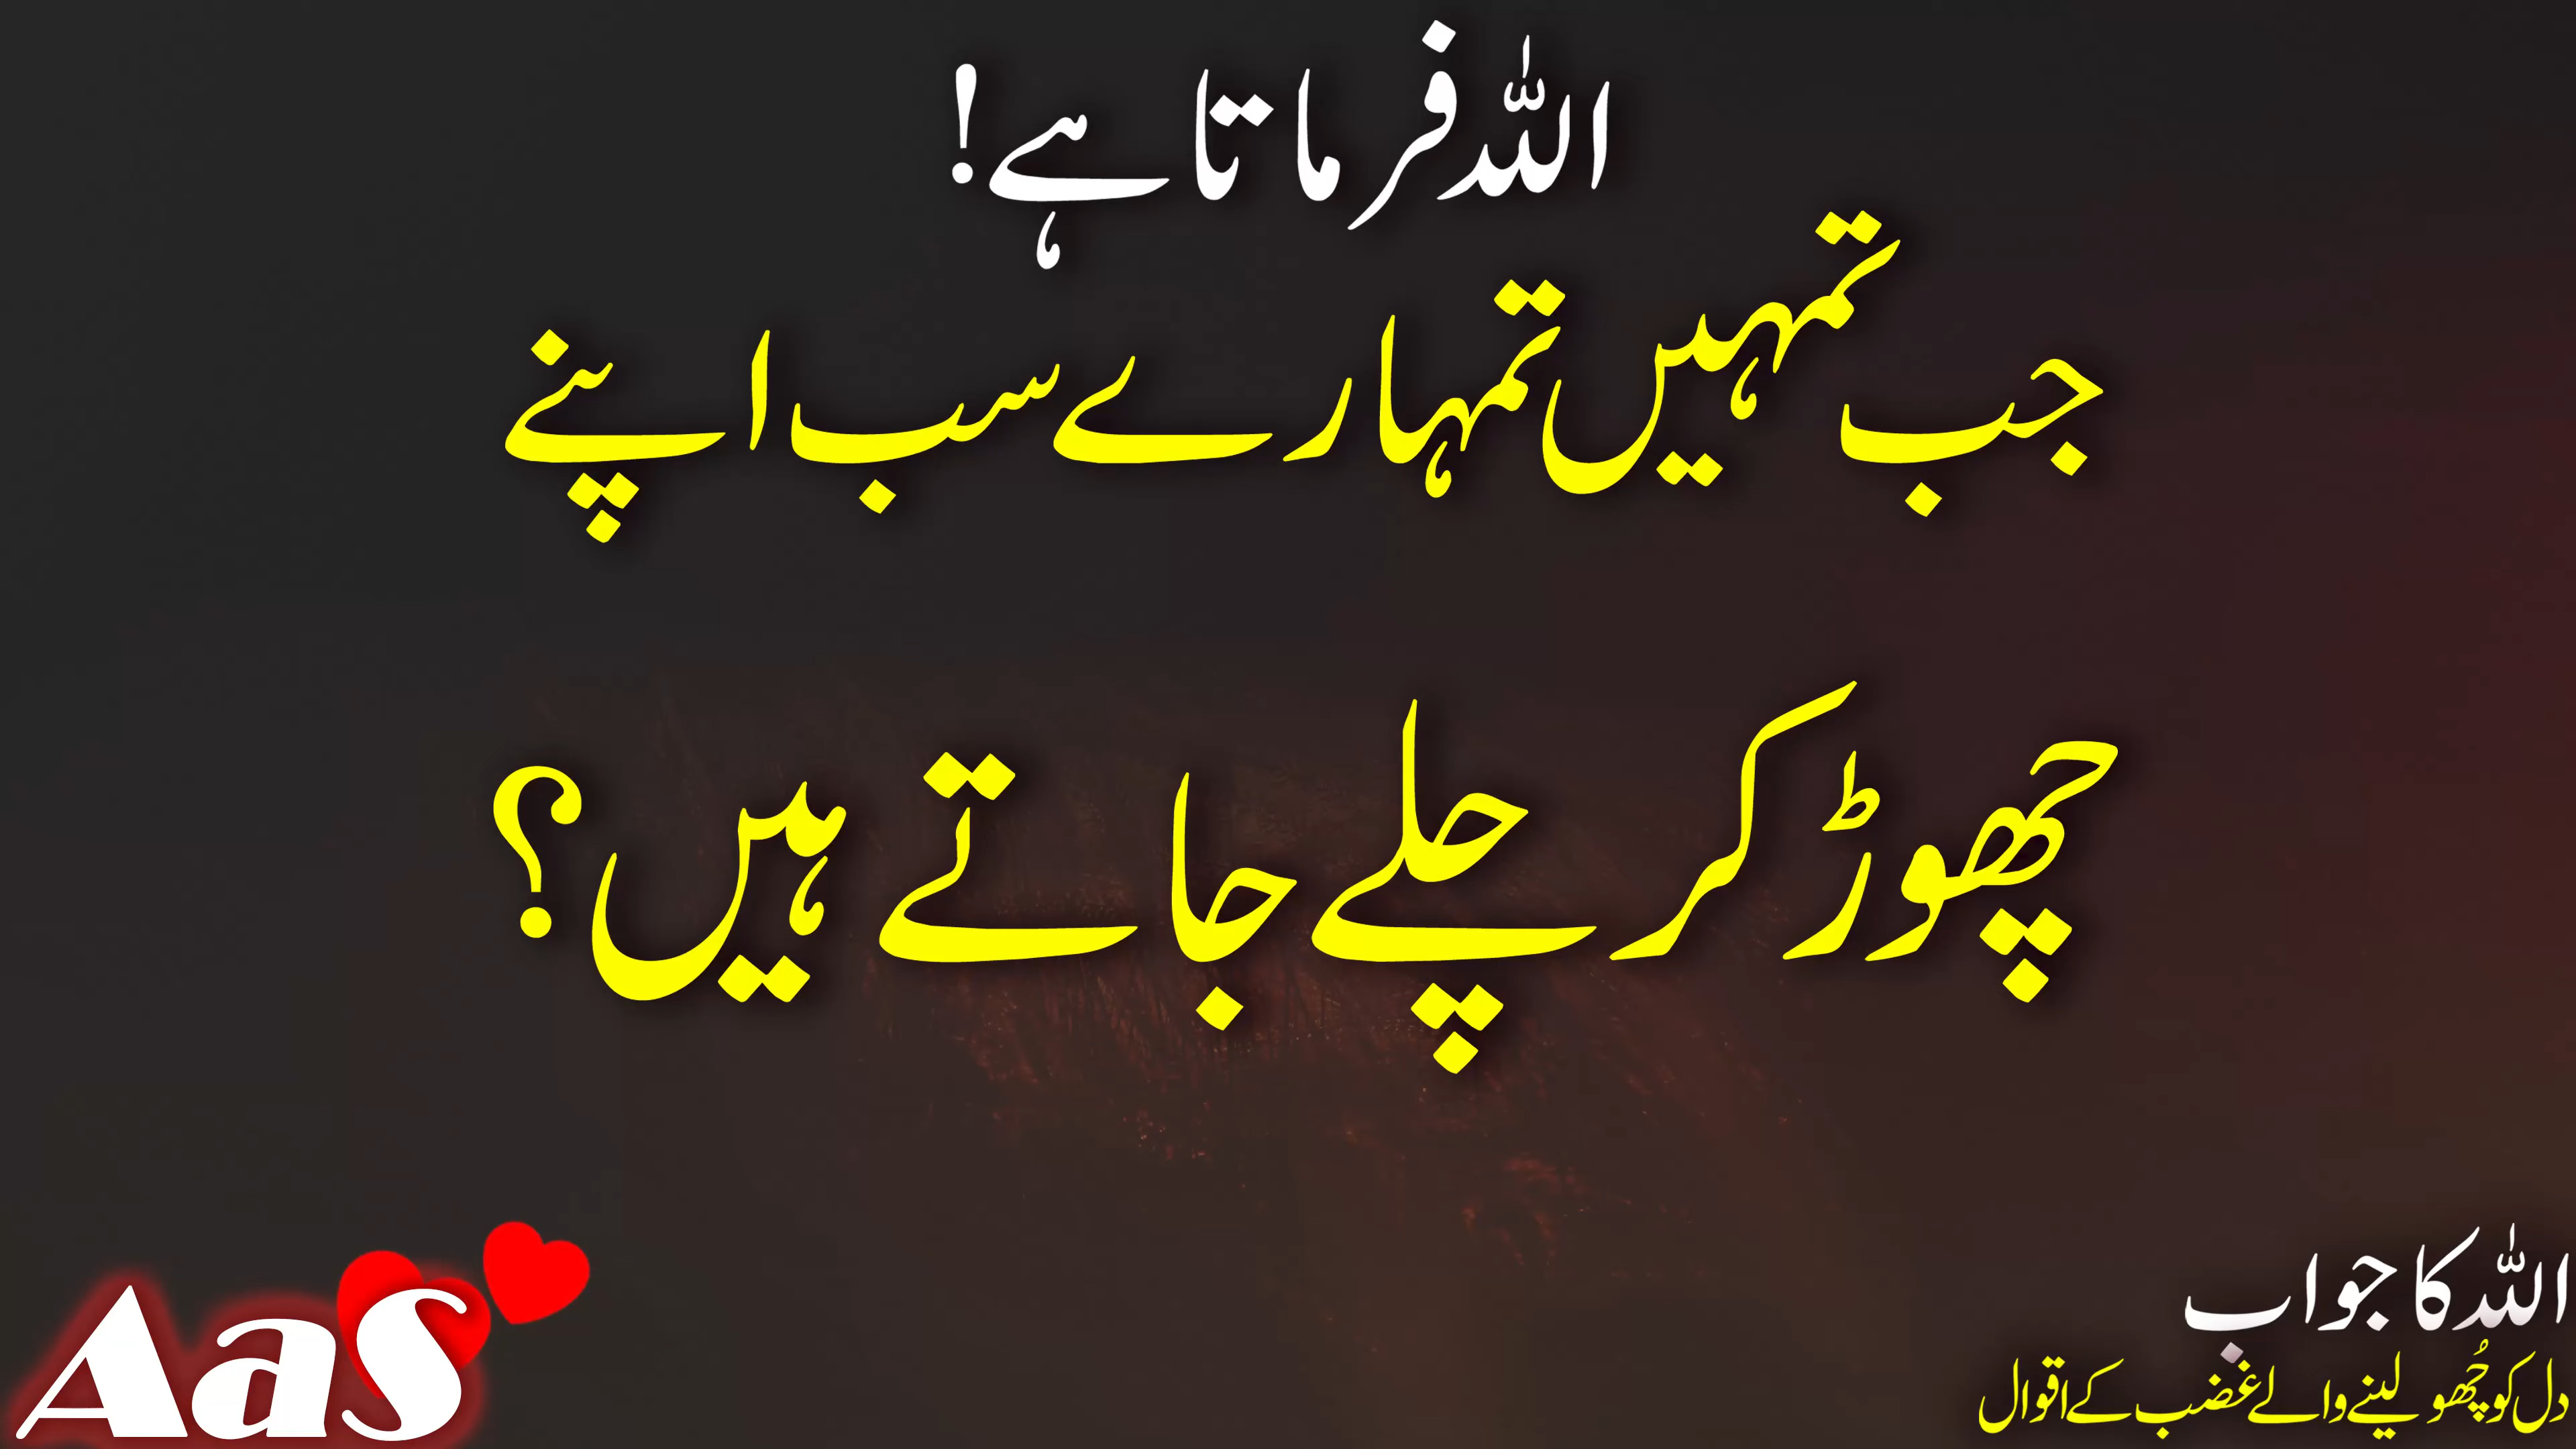 اللہ فرماتا ہے!
جب تمہیں تمہارے سب اپنے
چھوڑ کر چلے جاتے ہیں؟
اللہ کا جواب
دل کو چُھو لینے والے غضب کے اقوال
AaS